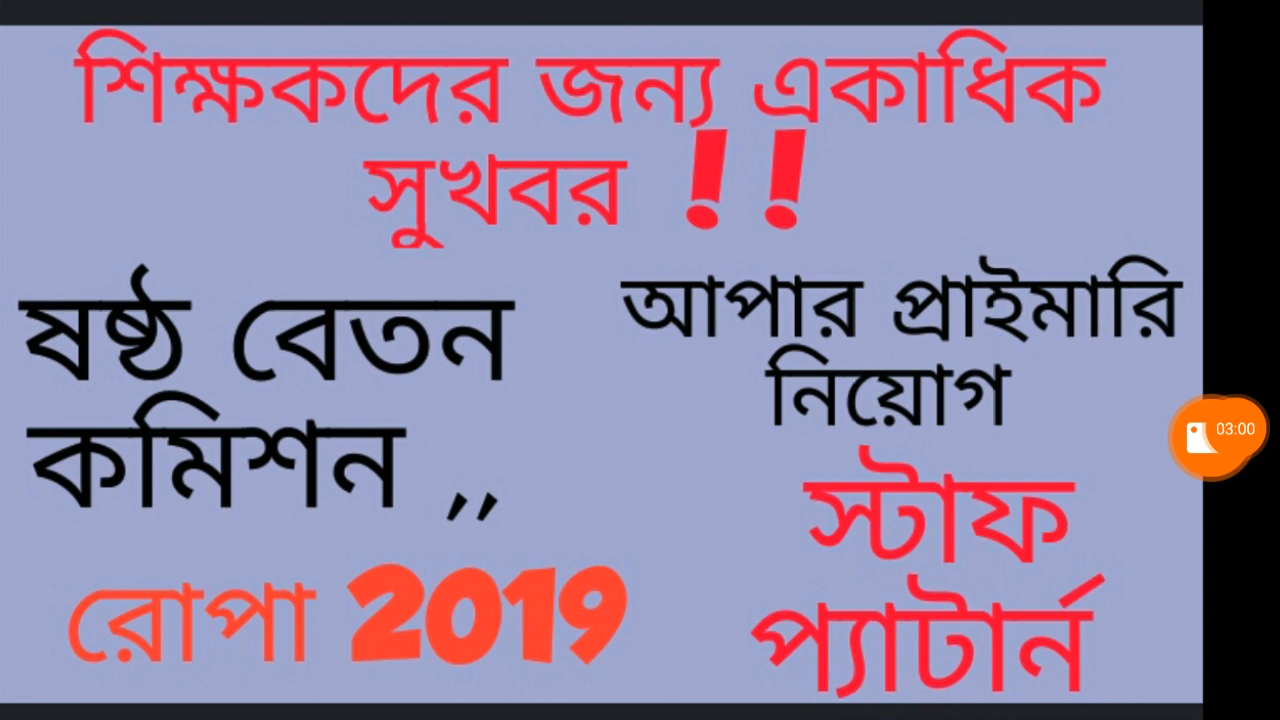 শিক্ষকদের জন্য একাধিক
সুখবর !!
ষষ্ঠ বেতন
কমিশন ,,
রোপা 2019
আপার প্রাইমারি
নিয়োগ
স্টাফ
প্যাটার্ন
03:00